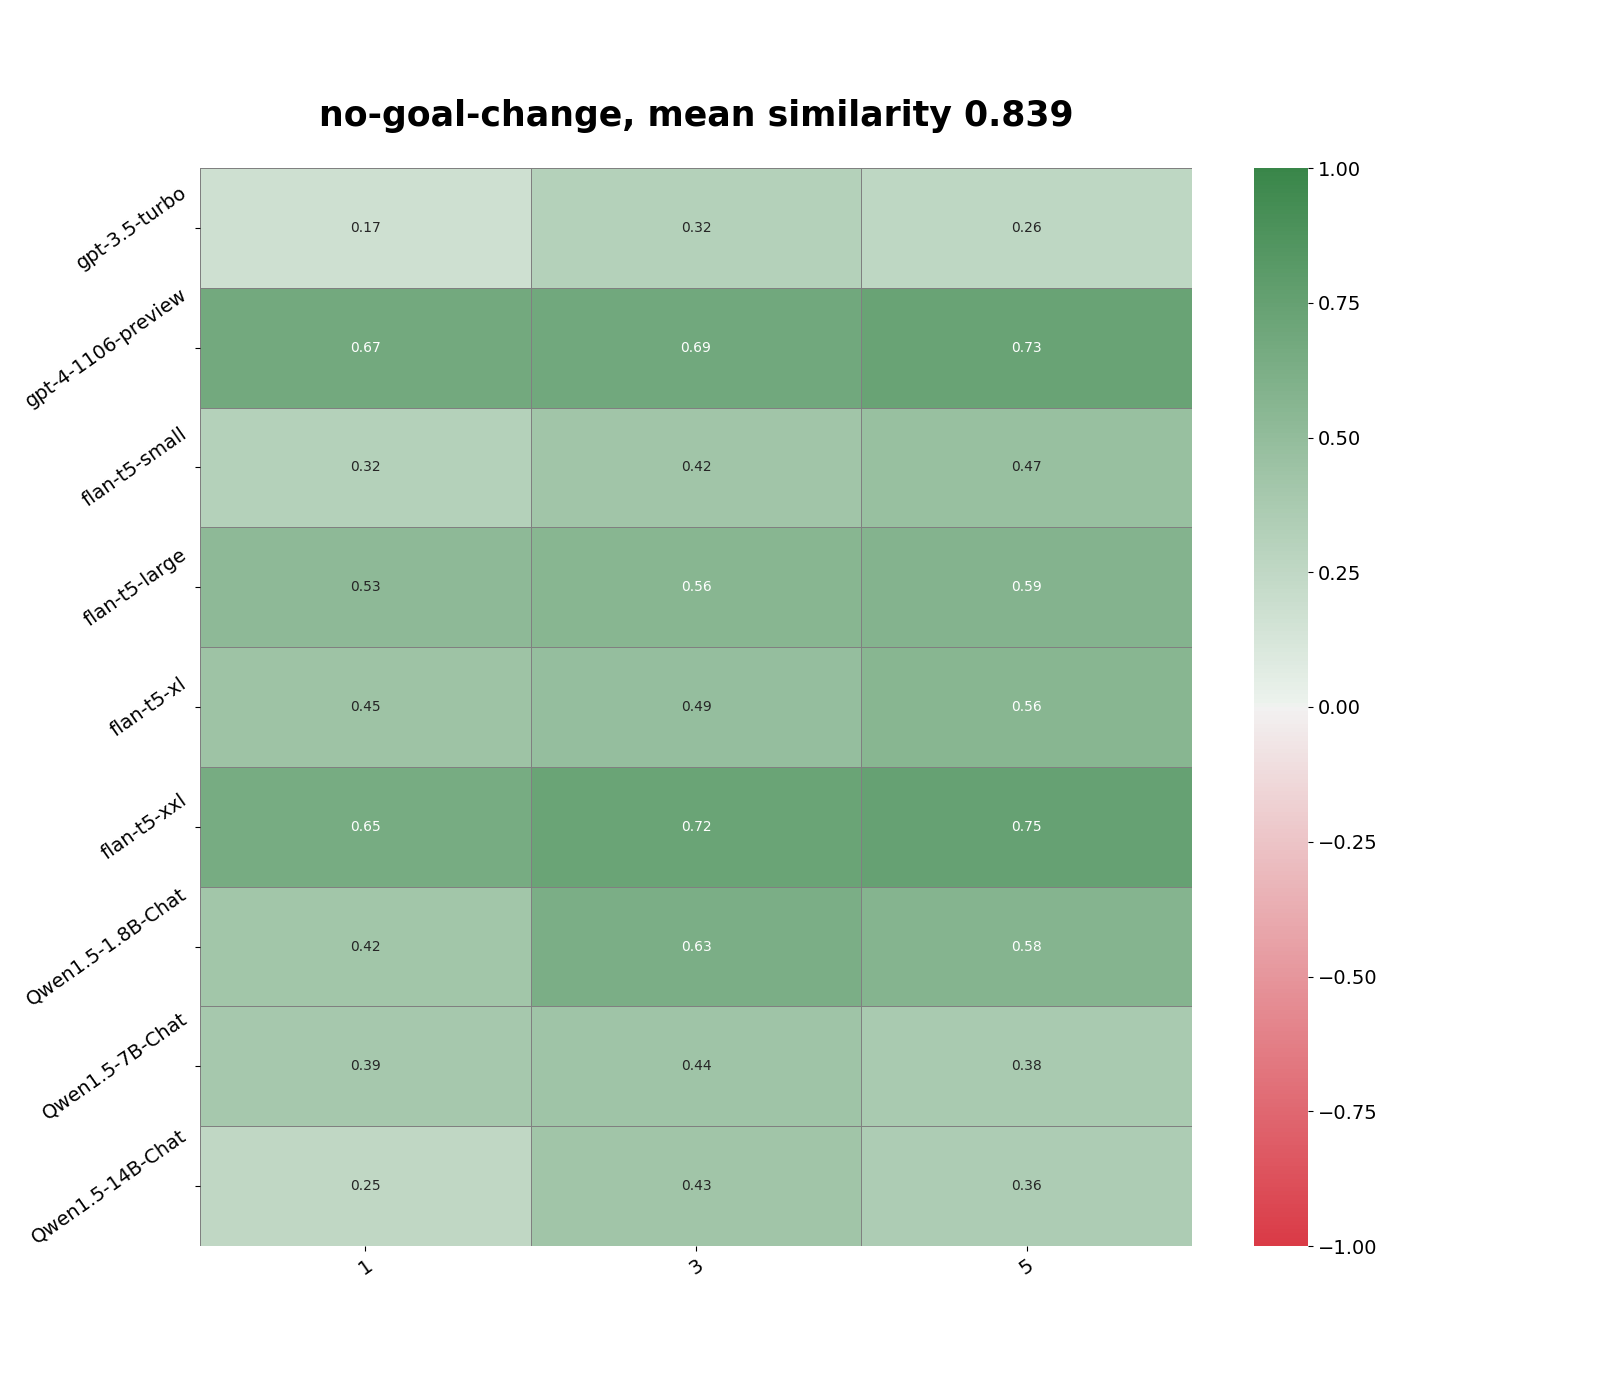 no-goal-change, mean similarity 0.839
gpt-3.5-turbo 0.17 0.32 0.26
gpt-4-1106-preview 0.67 0.69 0.73
flan-t5-small 0.32 0.42 0.47
flan-t5-large 0.53 0.56 0.59
flan-t5-xl 0.45 0.49 0.56
flan-t5-xxl 0.65 0.72 0.75
Qwen1.5-1.8B-Chat 0.42 0.63 0.58
Qwen1.5-7B-Chat 0.39 0.44 0.38
Qwen1.5-14B-Chat 0.25 0.43 0.36
1 3 5
1.00
0.75
0.50
0.25
0.00
−0.25
−0.50
−0.75
−1.00